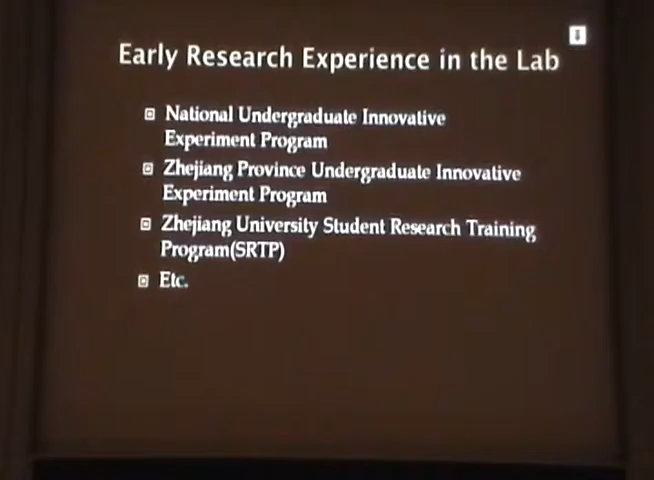 Early Research Experience in the Lab
National Undergraduate Innovative
Experiment Program
Zhejiang Province Undergraduate Innovative
Experiment Program
Zhejiang University Student Research Training
Program(SRTP)
Etc.